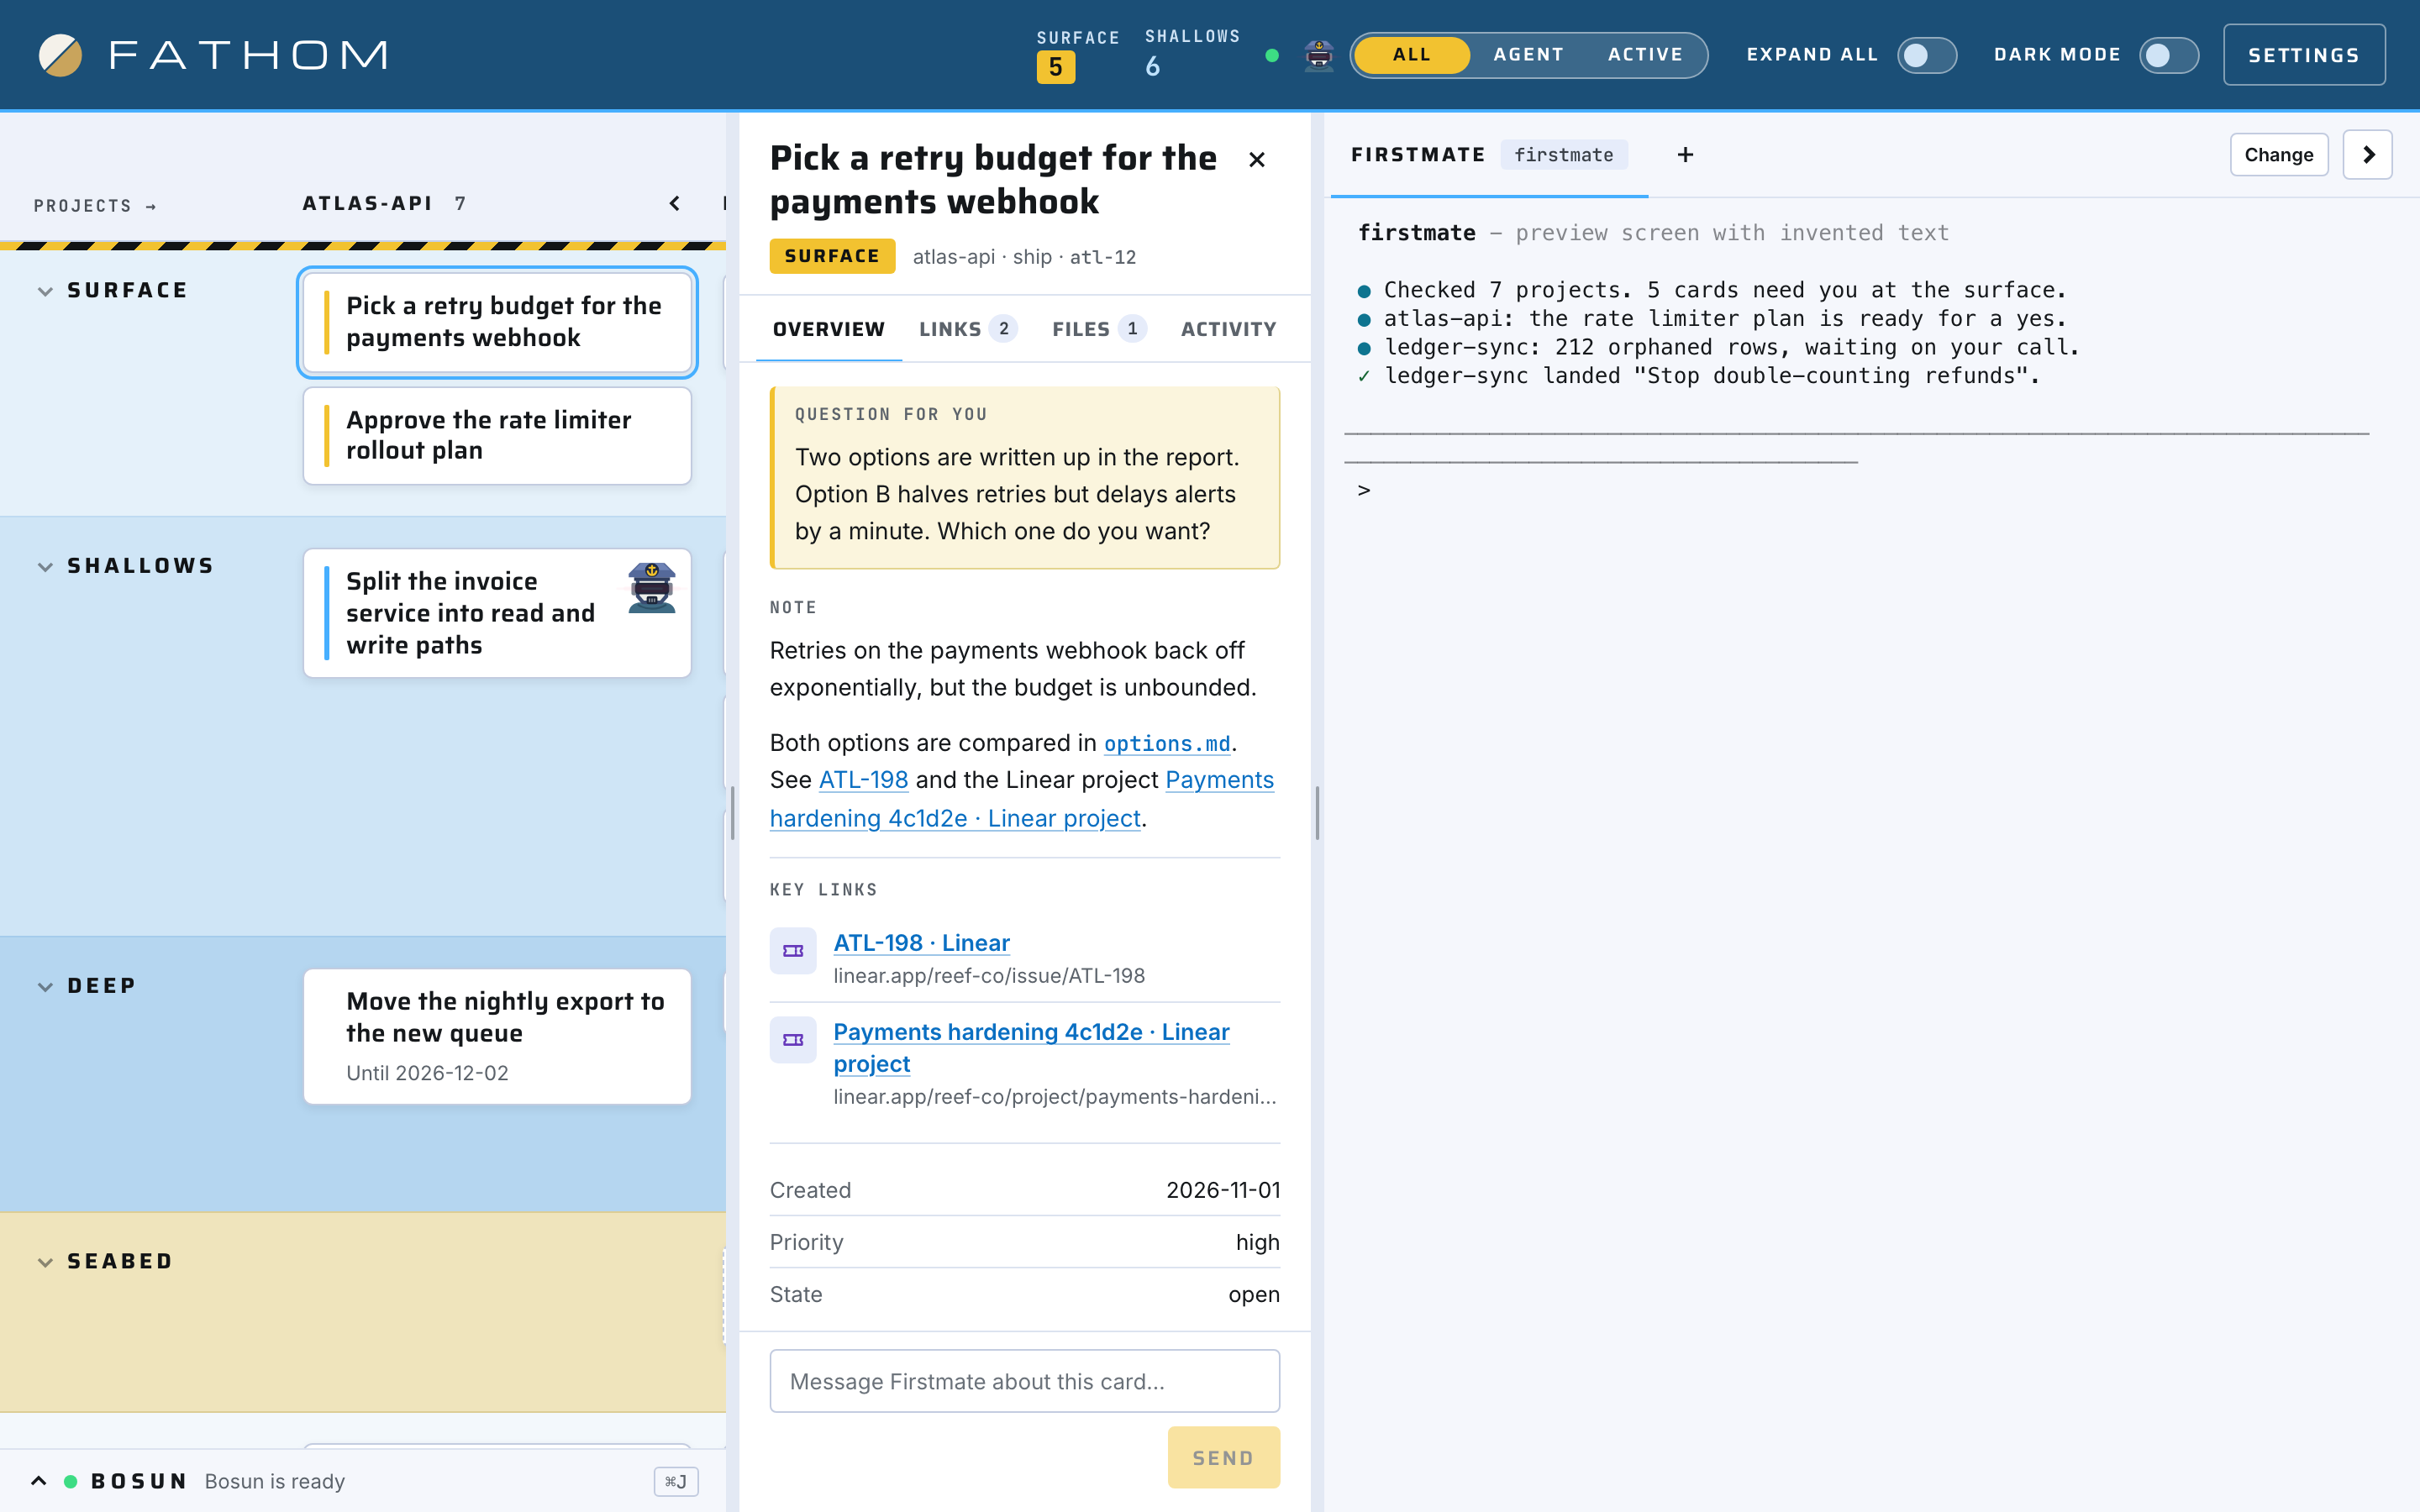 FATHOM
SURFACE
5
SHALLOWS
6
ALL
AGENT
ACTIVE
EXPAND ALL
DARK MODE
SETTINGS
PROJECTS →
ATLAS-API 7
SURFACE
Pick a retry budget for the
payments webhook
Approve the rate limiter
rollout plan
SHALLOWS
Split the invoice
service into read and
write paths
DEEP
Move the nightly export to
the new queue
Until 2026-12-02
SEABED
BOSUN Bosun is ready
⌘J
Pick a retry budget for the
payments webhook
SURFACE atlas-api · ship · atl-12
OVERVIEW
LINKS 2
FILES 1
ACTIVITY
QUESTION FOR YOU
Two options are written up in the report.
Option B halves retries but delays alerts
by a minute. Which one do you want?
NOTE
Retries on the payments webhook back off
exponentially, but the budget is unbounded.
Both options are compared in options.md.
See ATL-198 and the Linear project Payments
hardening 4c1d2e · Linear project.
KEY LINKS
ATL-198 · Linear
linear.app/reef-co/issue/ATL-198
Payments hardening 4c1d2e · Linear
project
linear.app/reef-co/project/payments-hardeni...
Created 2026-11-01
Priority high
State open
Message Firstmate about this card...
SEND
FIRSTMATE firstmate +
Change
firstmate – preview screen with invented text
● Checked 7 projects. 5 cards need you at the surface.
● atlas-api: the rate limiter plan is ready for a yes.
● ledger-sync: 212 orphaned rows, waiting on your call.
✓ ledger-sync landed "Stop double-counting refunds".
>